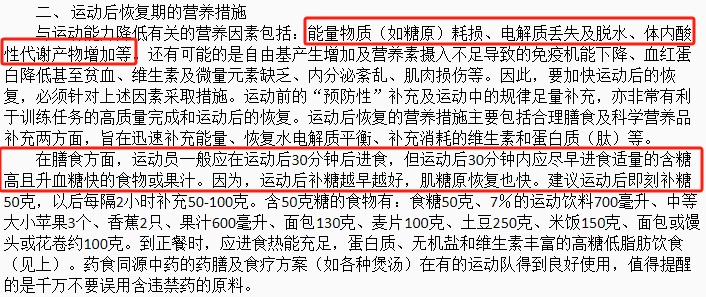 二、运动后恢复期的营养措施
与运动能力降低有关的营养因素包括：能量物质（如糖原）耗损、电解质丢失及脱水、体内酸
性代谢产物增加等，还有可能的是自由基产生增加及营养素摄入不足导致的免疫机能下降、血红
蛋白降低甚至贫血、维生素及微量元素缺乏、内分泌紊乱、肌肉损伤等。因此，要加快运动后的恢
复，必须针对上述因素采取措施。运动前的“预防性”补充及运动中的规律足量补充，亦非常有利
于训练任务的高质量完成和运动后的恢复。运动后恢复的营养措施主要包括合理膳食及科学营养品
补充两方面，旨在迅速补充能量、恢复水电解质平衡、补充消耗的维生素和蛋白质（肽）等。
在膳食方面，运动员一般应在运动后30分钟后进食，但运动后30分钟内应尽早进食适量的含糖
高且升血糖快的食物或果汁。因为，运动后补糖越早越好，肌糖原恢复也快。建议运动后即刻补糖
50克，以后每隔2小时补充50-100克。含50克糖的食物有：食糖50克、7%的运动饮料700毫升、中等
大小苹果3个、香蕉2只、果汁600毫升、面包130克、麦片100克、土豆250克、米饭150克、面包或馒
头或花卷约100克。到正餐时，应进食热能充足，蛋白质、无机盐和维生素丰富的高糖低脂肪饮食
（见上）。药食同源中药的药膳及食疗方案（如各种煲汤）在有的运动队得到良好使用，值得提醒
的是千万不要误用含违禁药的原料。